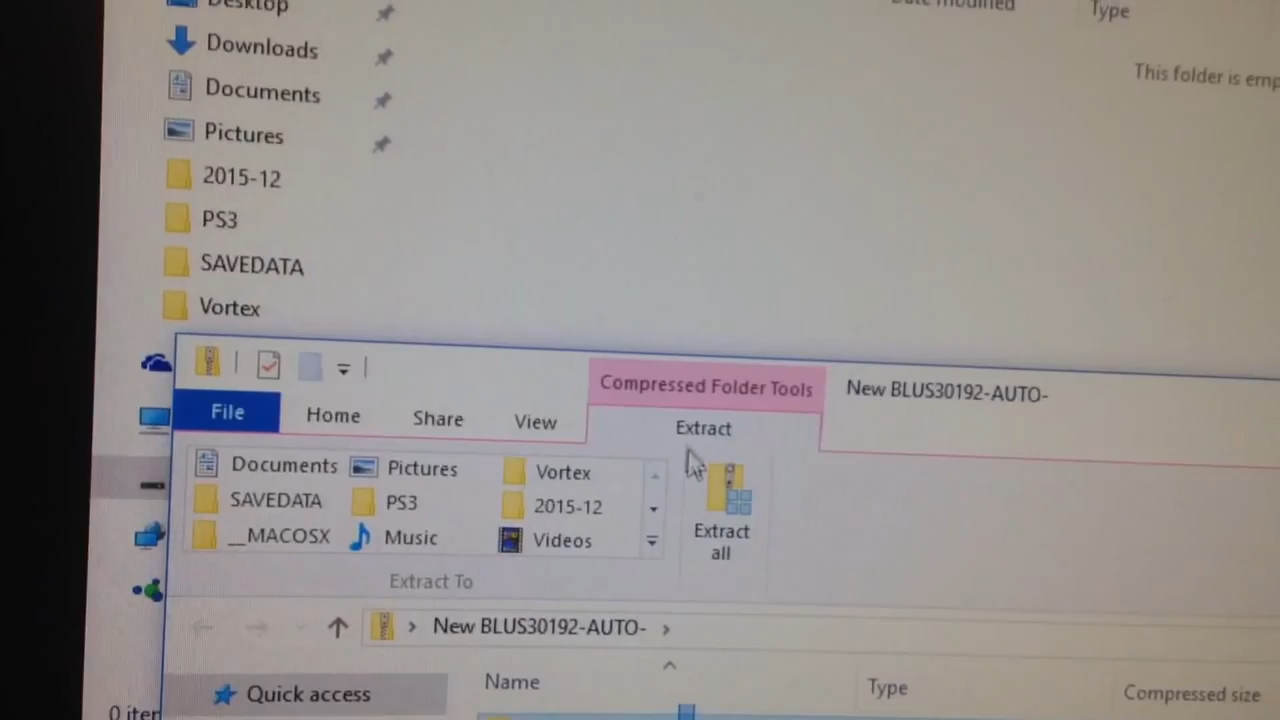 Desktop
Date modified
Type
Downloads
This folder is
Documents
Pictures
2015-12
PS3
SAVEDATA
Vortex
Compressed Folder Tools
New BLUS30192-AUTO-
File
Home
Share
View
Extract
Documents
Pictures
Vortex
SAVEDATA
PS3
2015-12
__MACOSX
Music
Videos
Extract all
Extract To
New BLUS30192-AUTO-
Name
Type
Compressed size
Quick access
0